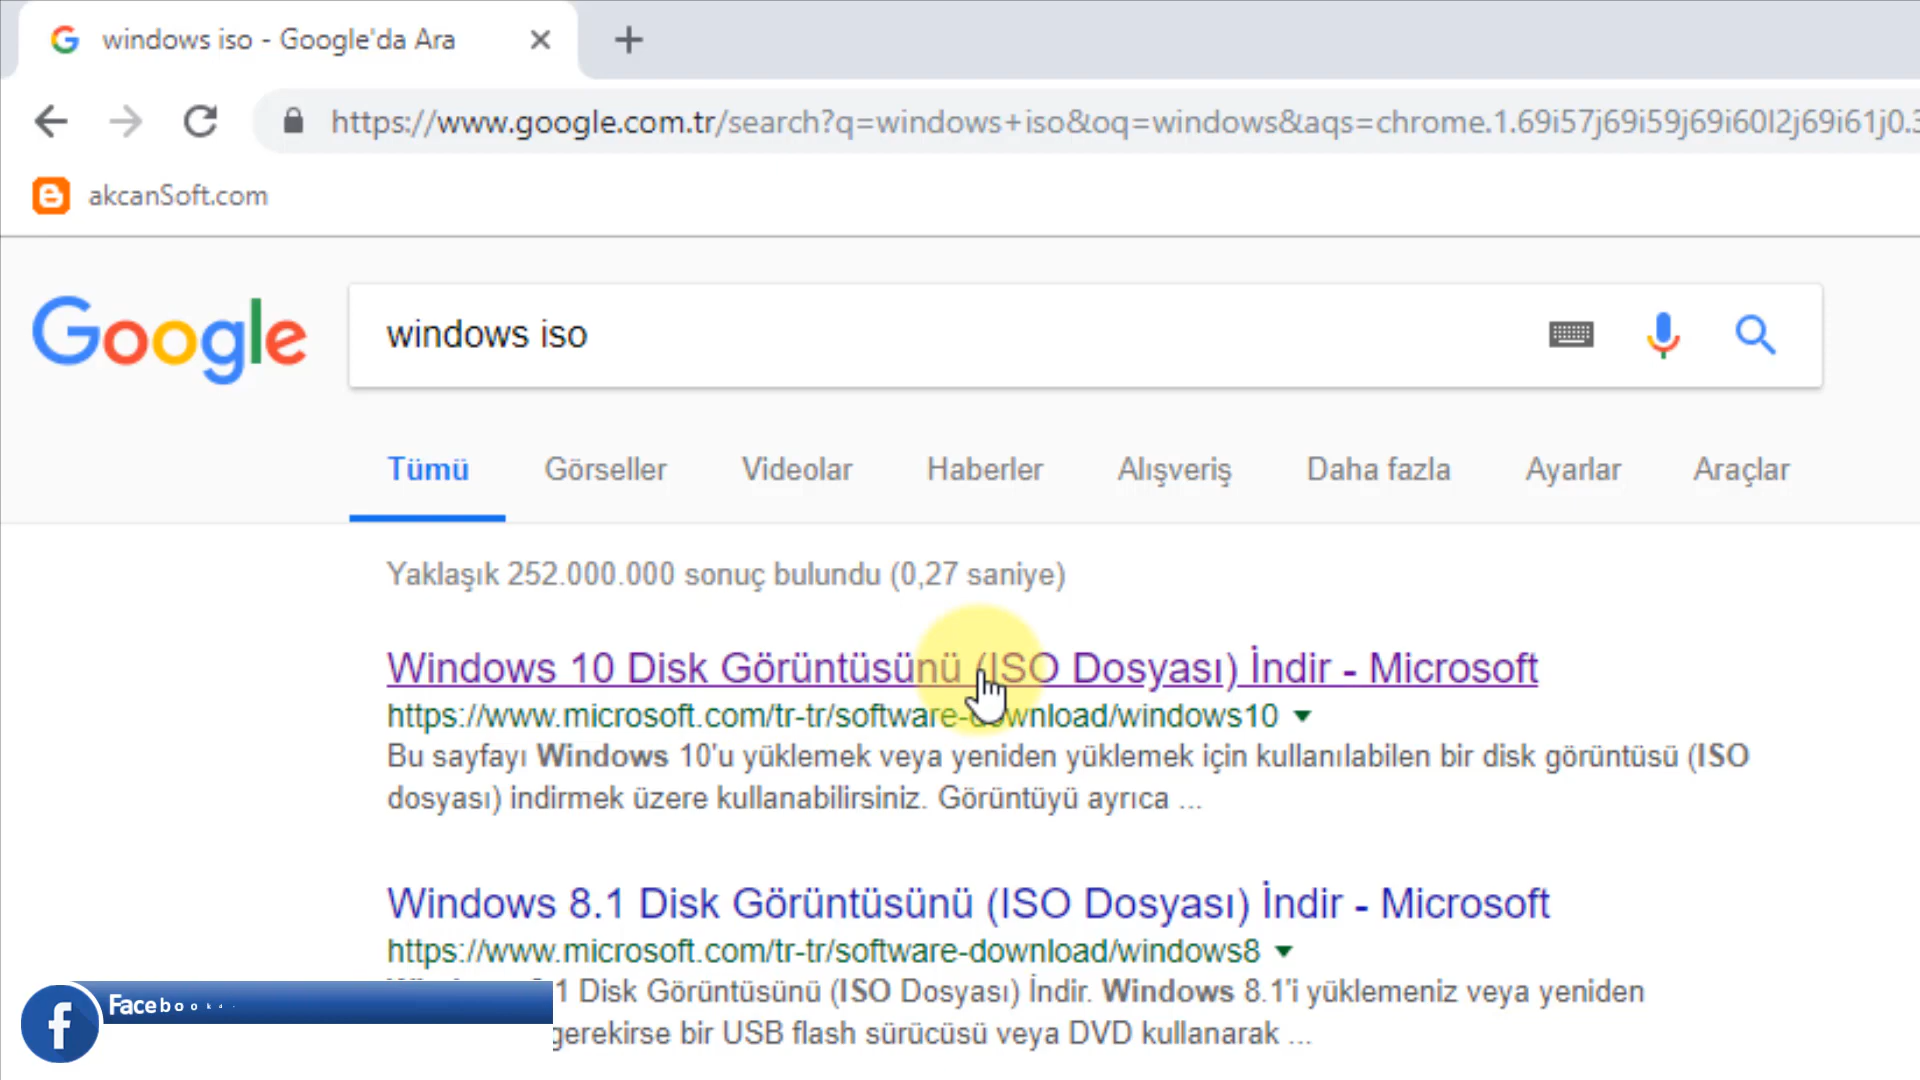 windows iso - Google'da Ara
https://www.google.com.tr/search?q=windows+iso&oq=windows&aqs=chrome.1.69i57j69i59j69i60l2j69i61j0.3
akcanSoft.com
Google
windows iso
Tümü Görseller Videolar Haberler Alışveriş Daha fazla Ayarlar Araçlar
Yaklaşık 252.000.000 sonuç bulundu (0,27 saniye)
Windows 10 Disk Görüntüsünü (ISO Dosyası) İndir - Microsoft
https://www.microsoft.com/tr-tr/software-download/windows10
Bu sayfayı Windows 10'u yüklemek veya yeniden yüklemek için kullanılabilen bir disk görüntüsü (ISO
dosyası) indirmek üzere kullanabilirsiniz. Görüntüyü ayrıca ...
Windows 8.1 Disk Görüntüsünü (ISO Dosyası) İndir - Microsoft
https://www.microsoft.com/tr-tr/software-download/windows8
1 Disk Görüntüsünü (ISO Dosyası) İndir. Windows 8.1'i yüklemeniz veya yeniden
gerekirse bir USB flash sürücüsü veya DVD kullanarak ...
Facebook